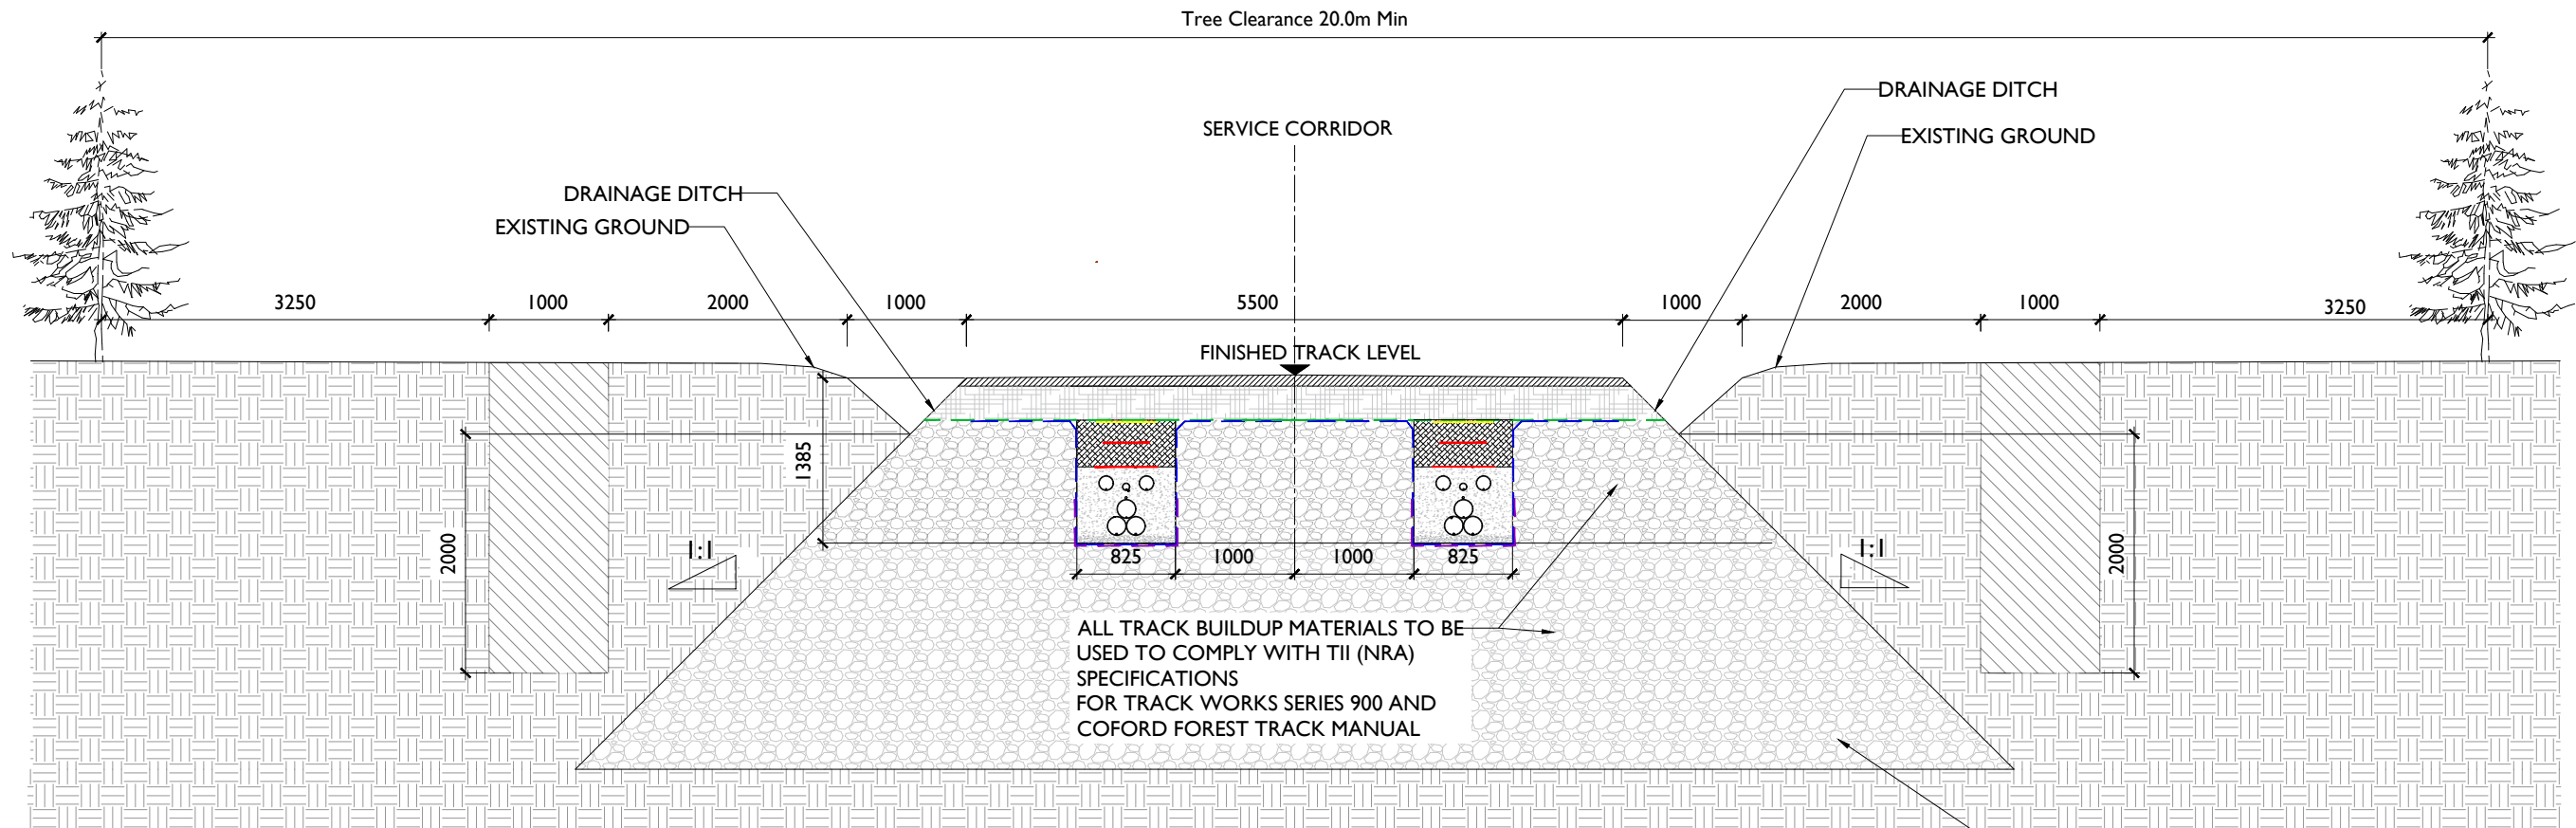 Tree Clearance 20.0m Min
DRAINAGE DITCH
SERVICE CORRIDOR
EXISTING GROUND
DRAINAGE DITCH
EXISTING GROUND
3250
1000
2000
1000
5500
1000
2000
1000
3250
FINISHED TRACK LEVEL
1385
2000
1:1
1:1
2000
825
1000
1000
825
ALL TRACK BUILDUP MATERIALS TO BE
USED TO COMPLY WITH TII (NRA)
SPECIFICATIONS
FOR TRACK WORKS SERIES 900 AND
COFORD FOREST TRACK MANUAL